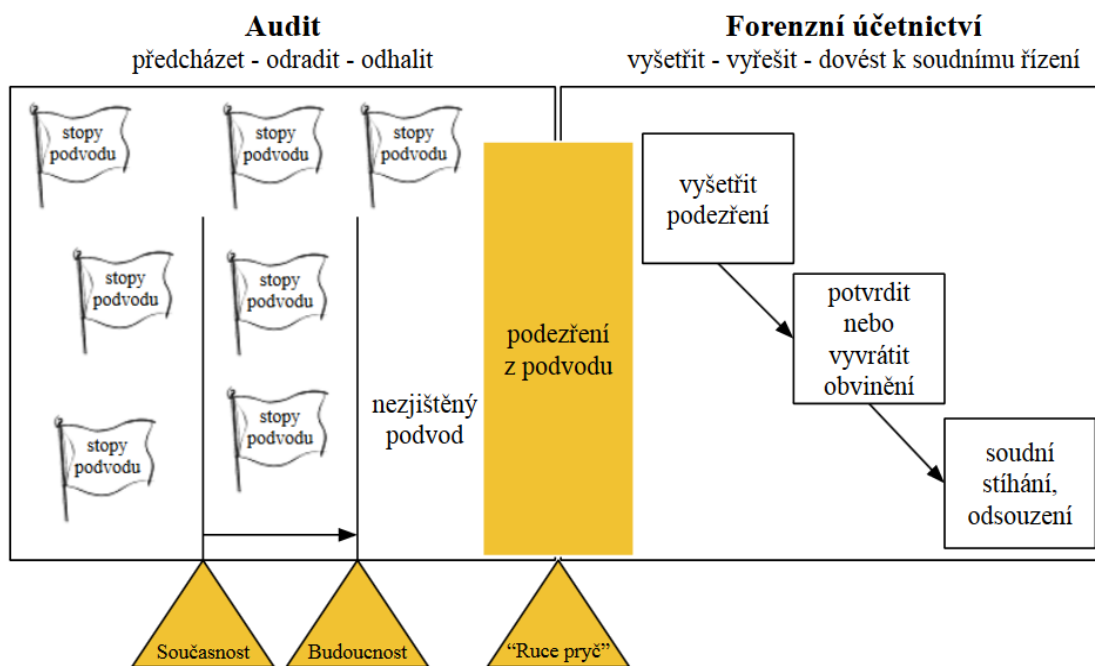 Audit
předcházet - odradit - odhalit
Forenzní účetnictví
vyšetřit - vyřešit - dovést k soudnímu řízení
stopy
podvodu
stopy
podvodu
stopy
podvodu
stopy
podvodu
stopy
podvodu
stopy
podvodu
stopy
podvodu
nezjištěný
podvod
podezření
z podvodu
vyšetřit
podezření
potvrdit
nebo
vyvrátit
obvinění
soudní
stíhání,
odsouzení
Současnost
Budoucnost
“Ruce pryč”